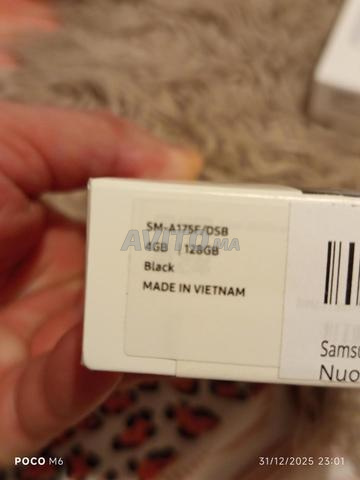 SM-A175F/DSB
AVITO.MA
4GB | 128GB
Black
MADE IN VIETNAM
Samsu
Nuo
POCO M6
31/12/2025 23:01